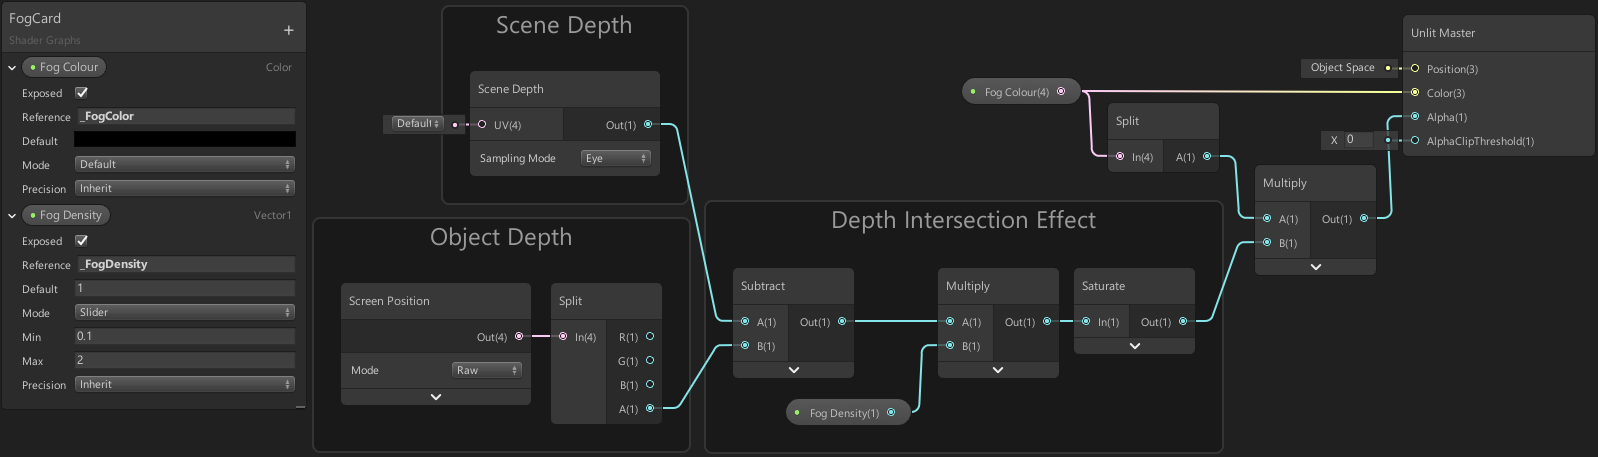 FogCard
Shader Graphs
Fog Colour Color
Exposed
Reference _FogColor
Default
Mode Default
Precision Inherit
Fog Density Vector1
Exposed
Reference _FogDensity
Default 1
Mode Slider
Min 0.1
Max 2
Precision Inherit
Scene Depth
Scene Depth
Default UV(4) Out(1)
Sampling Mode Eye
Object Depth
Screen Position
Out(4)
Mode Raw
Split
In(4) R(1)
G(1)
B(1)
A(1)
Depth Intersection Effect
Subtract
A(1) Out(1)
B(1)
Fog Density(1)
Multiply
A(1) Out(1)
B(1)
Saturate
In(1) Out(1)
Fog Colour(4)
Split
In(4) A(1)
Multiply
A(1) Out(1)
B(1)
Unlit Master
Object Space Position(3)
Color(3)
Alpha(1)
X 0 AlphaClipThreshold(1)